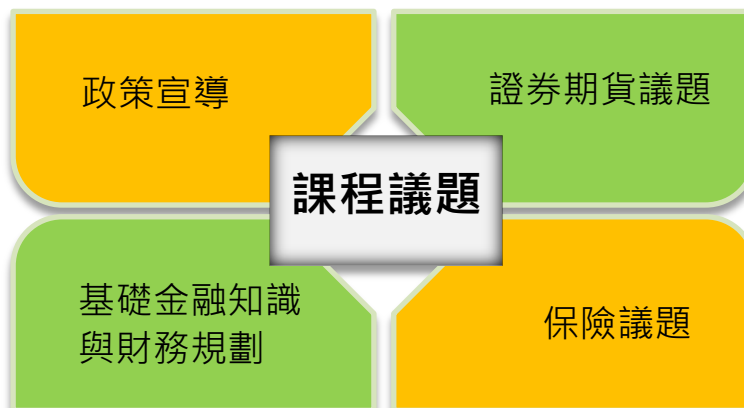 政策宣導
證券期貨議題
課程議題
基礎金融知識
與財務規劃
保險議題